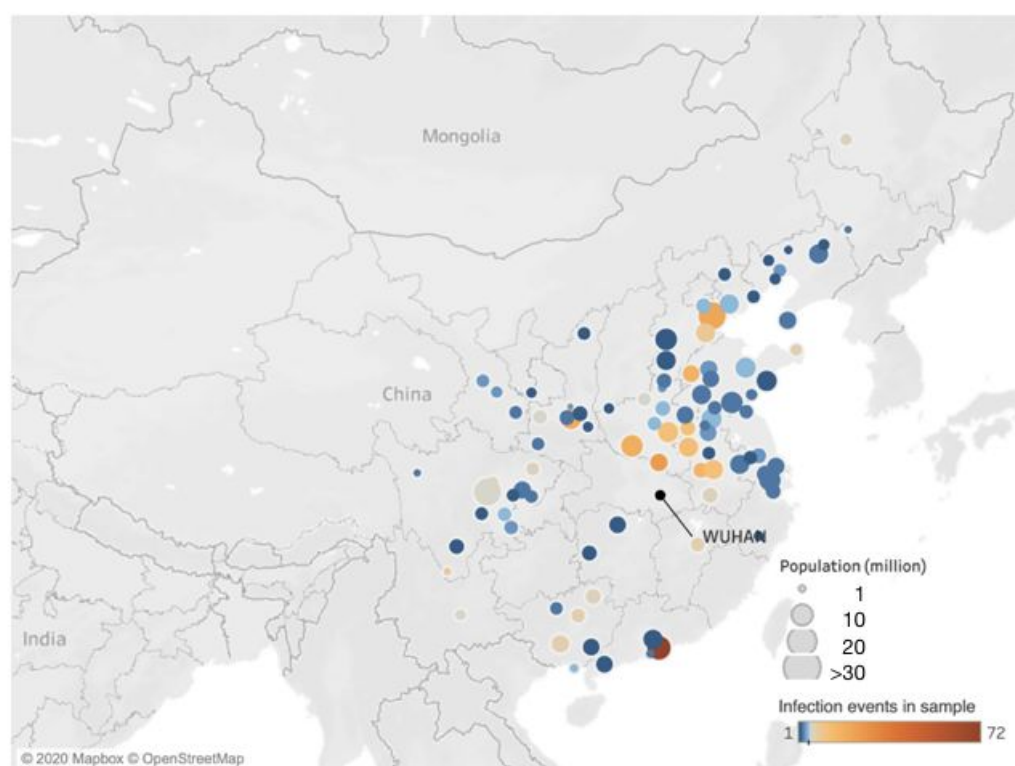 Mongolia
China
WUHAN
India
Population (million)
1
10
20
>30
Infection events in sample
1 72
© 2020 Mapbox © OpenStreetMap